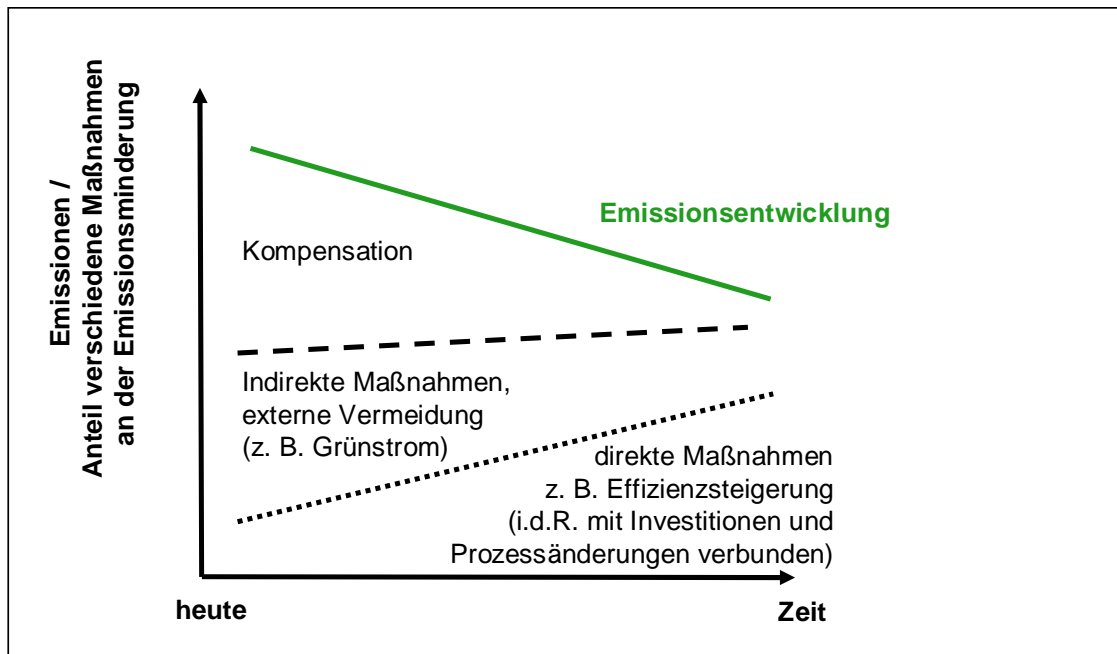 Emissionen /
Anteil verschiedene Maßnahmen
an der Emissionsminderung
Emissionsentwicklung
Kompensation
Indirekte Maßnahmen,
externe Vermeidung
(z. B. Grünstrom)
direkte Maßnahmen
z. B. Effizienzsteigerung
(i.d.R. mit Investitionen und
Prozessänderungen verbunden)
heute
Zeit